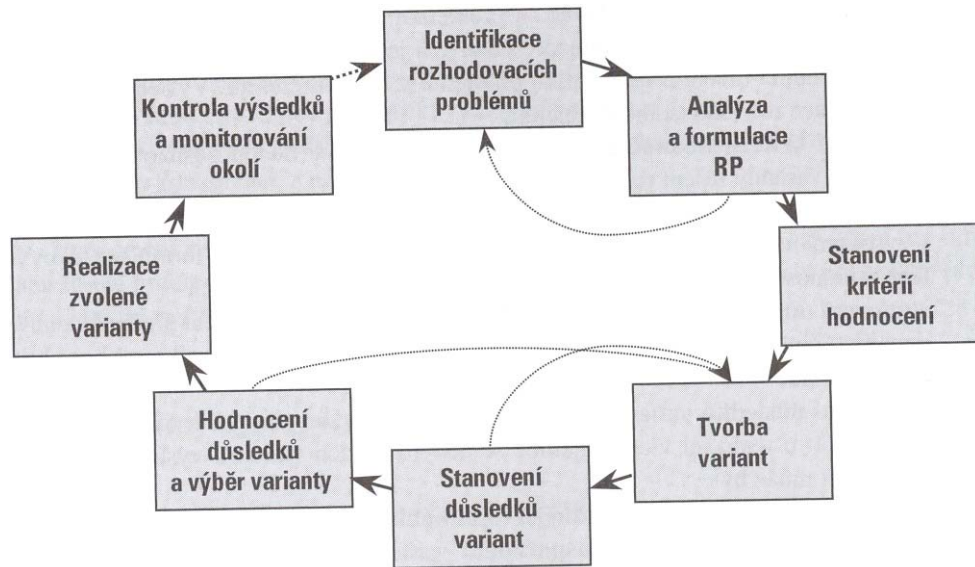 Identifikace
rozhodovacích
problémů
Analýza
a formulace
RP
Stanovení
kritérií
hodnocení
Tvorba
variant
Stanovení
důsledků
variant
Hodnocení
důsledků
a výběr varianty
Realizace
zvolené
varianty
Kontrola výsledků
a monitorování
okolí